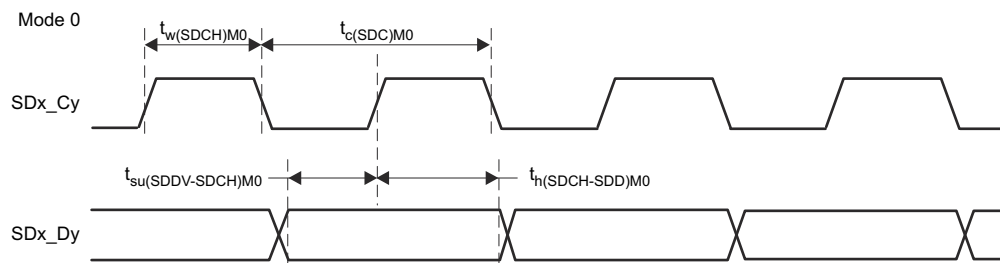 Mode 0
tw(SDCH)M0
tc(SDC)M0
SDx_Cy
tsu(SDDV-SDCH)M0
th(SDCH-SDD)M0
SDx_Dy